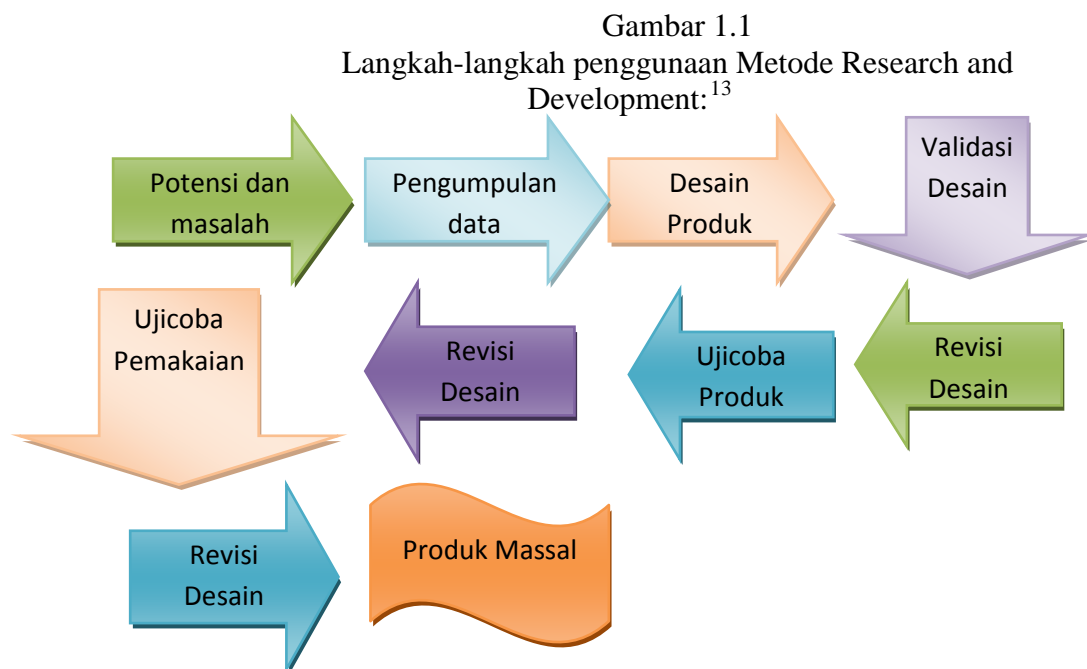 Gambar 1.1
Langkah-langkah penggunaan Metode Research and
Development:13
Potensi dan
masalah
Pengumpulan
data
Desain
Produk
Validasi
Desain
Revisi
Desain
Ujicoba
Produk
Revisi
Desain
Ujicoba
Pemakaian
Revisi
Desain
Produk Massal